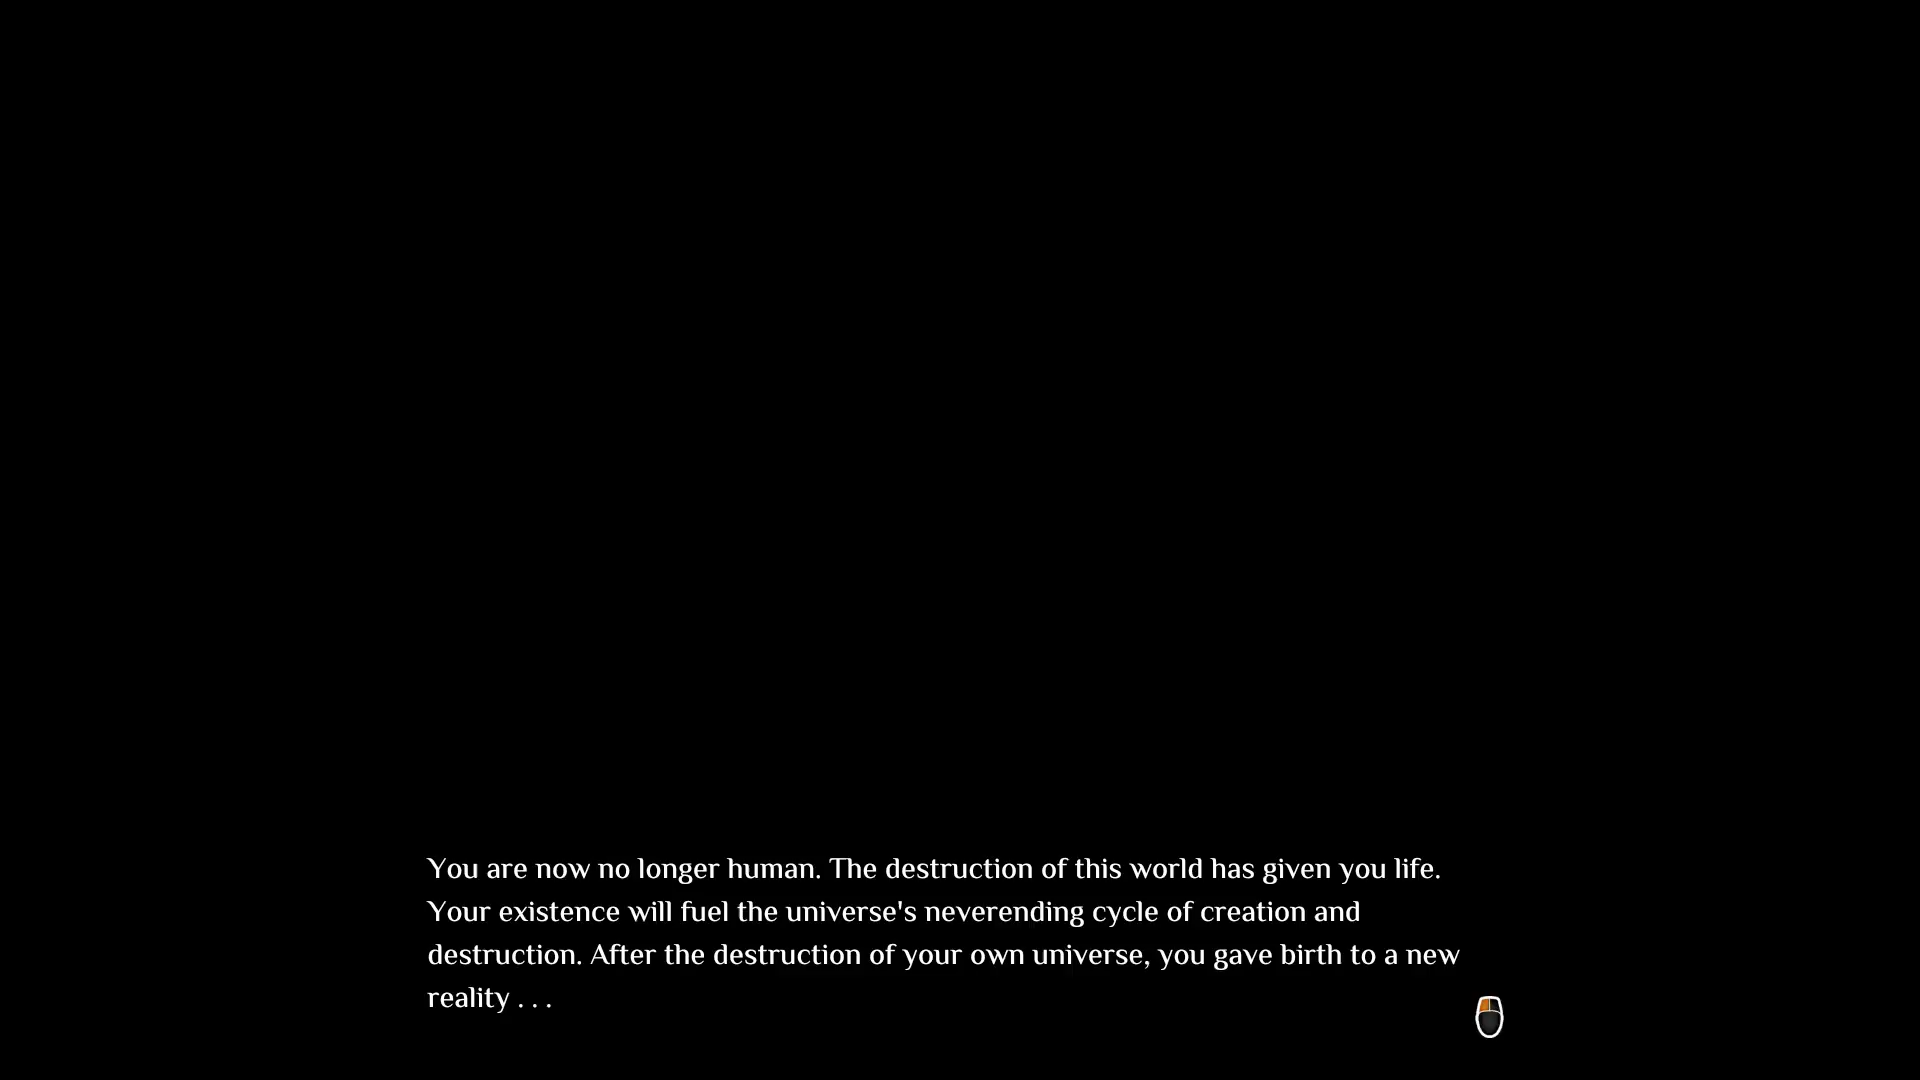 You are now no longer human. The destruction of this world has given you life.
Your existence will fuel the universe's neverending cycle of creation and
destruction. After the destruction of your own universe, you gave birth to a new
reality . . .